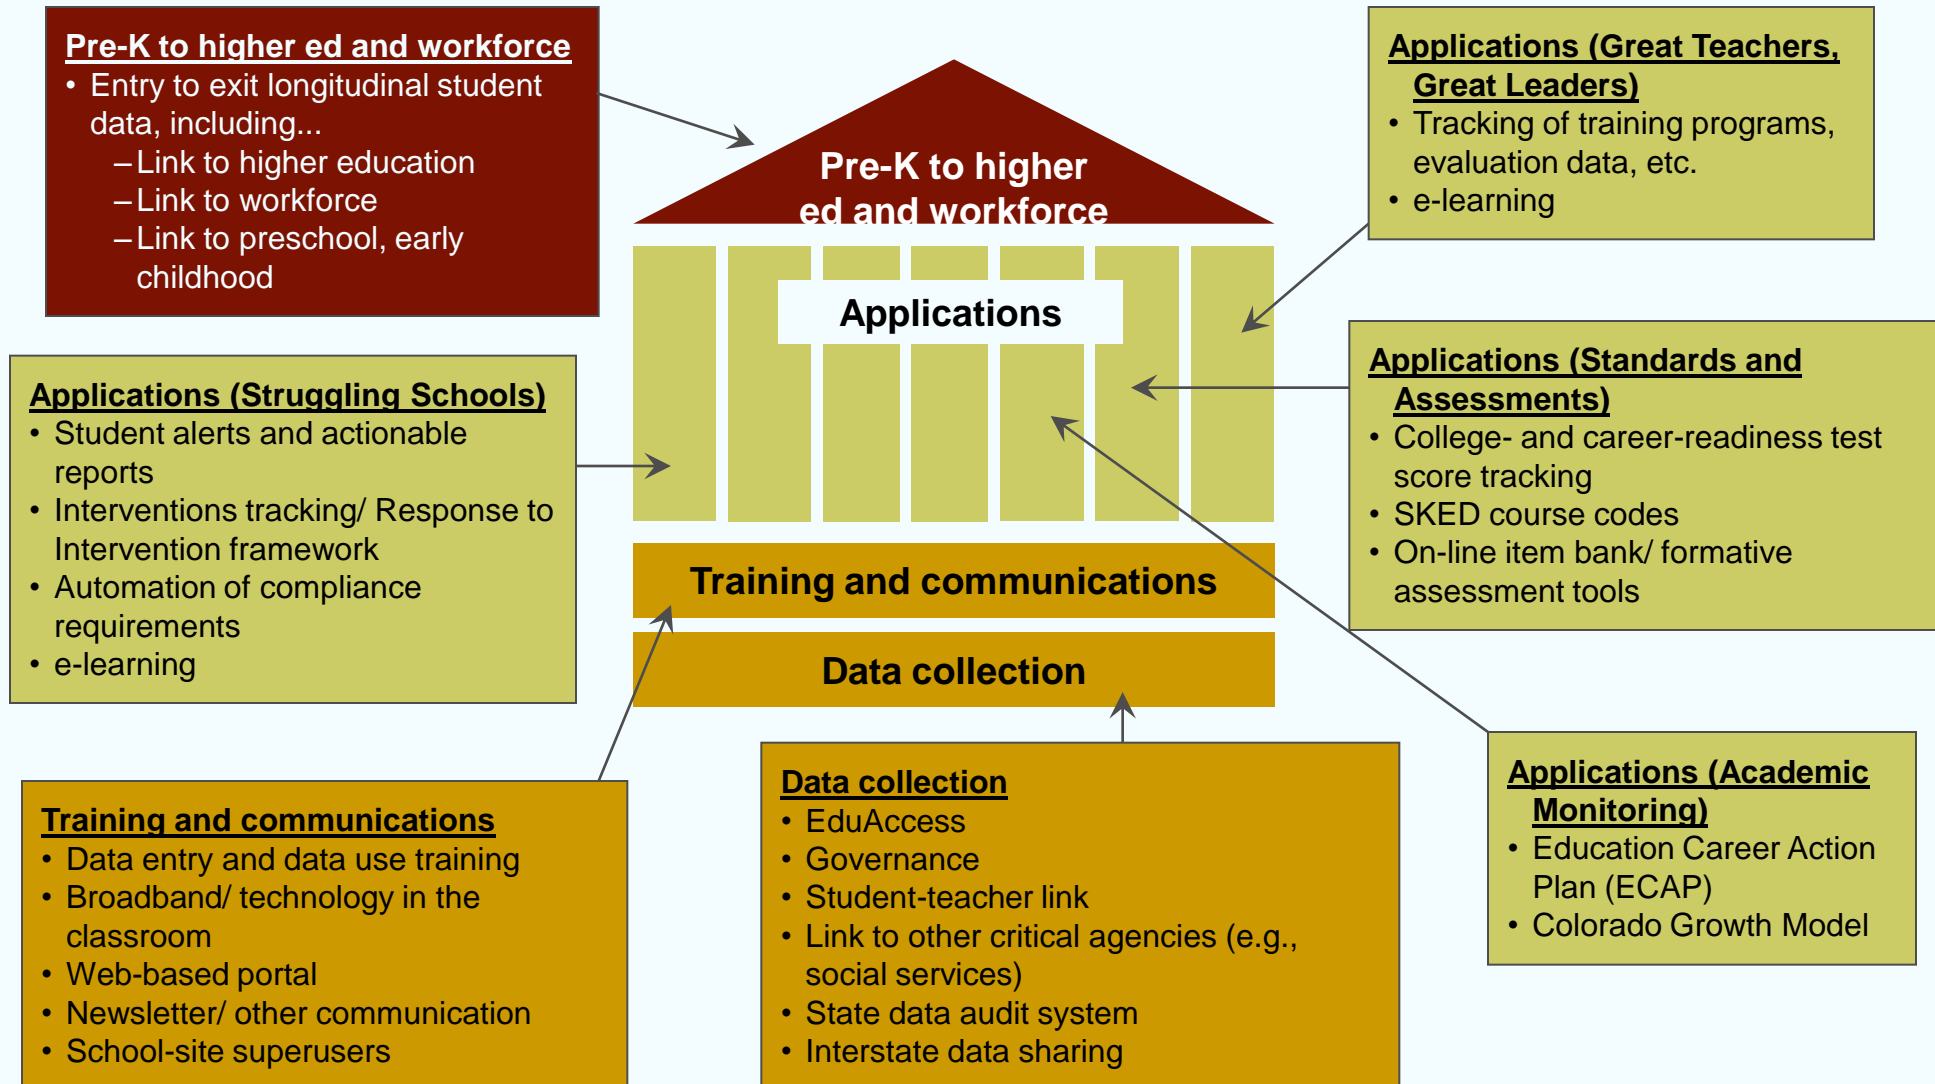 Pre-K to higher ed and workforce
• Entry to exit longitudinal student
data, including...
– Link to higher education
– Link to workforce
– Link to preschool, early
childhood
Pre-K to higher
ed and workforce
Applications (Great Teachers,
Great Leaders)
• Tracking of training programs,
evaluation data, etc.
• e-learning
Applications
Applications (Struggling Schools)
• Student alerts and actionable
reports
• Interventions tracking/ Response to
Intervention framework
• Automation of compliance
requirements
• e-learning
Applications (Standards and
Assessments)
• College- and career-readiness test
score tracking
• SKED course codes
• On-line item bank/ formative
assessment tools
Training and communications
Data collection
Training and communications
• Data entry and data use training
• Broadband/ technology in the
classroom
• Web-based portal
• Newsletter/ other communication
• School-site superusers
Data collection
• EduAccess
• Governance
• Student-teacher link
• Link to other critical agencies (e.g.,
social services)
• State data audit system
• Interstate data sharing
Applications (Academic
Monitoring)
• Education Career Action
Plan (ECAP)
• Colorado Growth Model